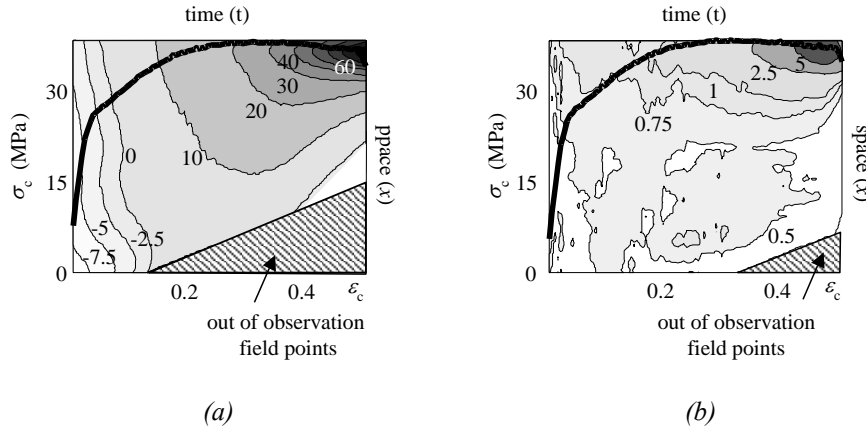 time (t)
30
15
0
σc (MPa)
40
60
30
20
10
0
-5
-2.5
-7.5
0.2
0.4
εc
ppace (x)
out of observation
field points
(a)
time (t)
30
15
0
σc (MPa)
5
2.5
1
0.75
0.5
0.2
0.4
εc
space (x)
out of observation
field points
(b)